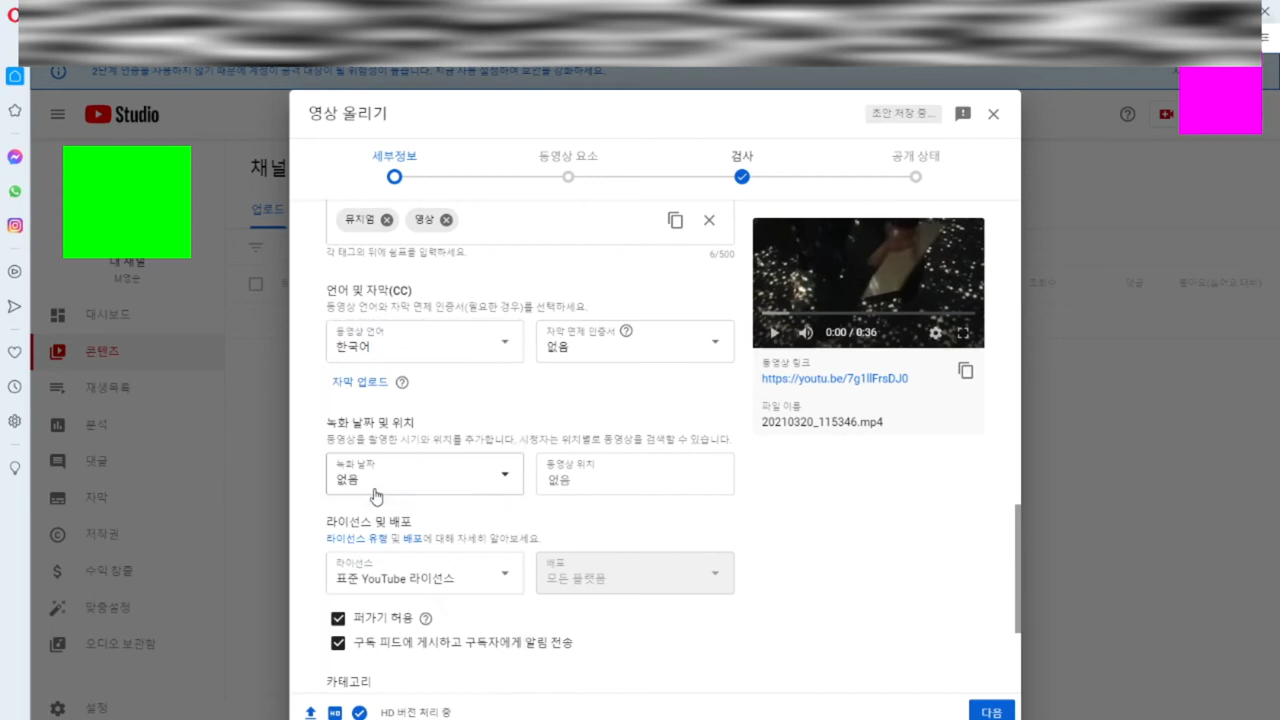 2단계 인증을 사용하지 않기 때문에 계정이 공격 대상이 될 위험성이 높습니다. 지금 사용 설정하여 보안을 강화하세요.
Studio
영상 올리기
초안 저장 중...
세부정보
동영상 요소
검사
공개 상태
채널
업로드
뮤지엄
영상
각 태그의 뒤에 쉼표를 입력하세요.
6/500
내 채널
M영운
조회수
댓글
좋아요(싫어요 대비)
언어 및 자막(CC)
동영상 언어와 자막 면제 인증서(필요한 경우)를 선택하세요.
동영상 언어
한국어
자막 면제 인증서
없음
자막 업로드
0:00 / 0:36
동영상 링크
https://youtu.be/7g1llFrsDJ0
파일 이름
20210320_115346.mp4
대시보드
콘텐츠
재생목록
분석
댓글
자막
저작권
수익 창출
맞춤설정
오디오 보관함
설정
녹화 날짜 및 위치
동영상을 촬영한 시기와 위치를 추가합니다. 시청자는 위치별로 동영상을 검색할 수 있습니다.
녹화 날짜
없음
동영상 위치
없음
라이선스 및 배포
라이선스 유형 및 배포에 대해 자세히 알아보세요.
라이선스
표준 YouTube 라이선스
배포
모든 플랫폼
퍼가기 허용
구독 피드에 게시하고 구독자에게 알림 전송
카테고리
HD
HD 버전 처리 중
다음